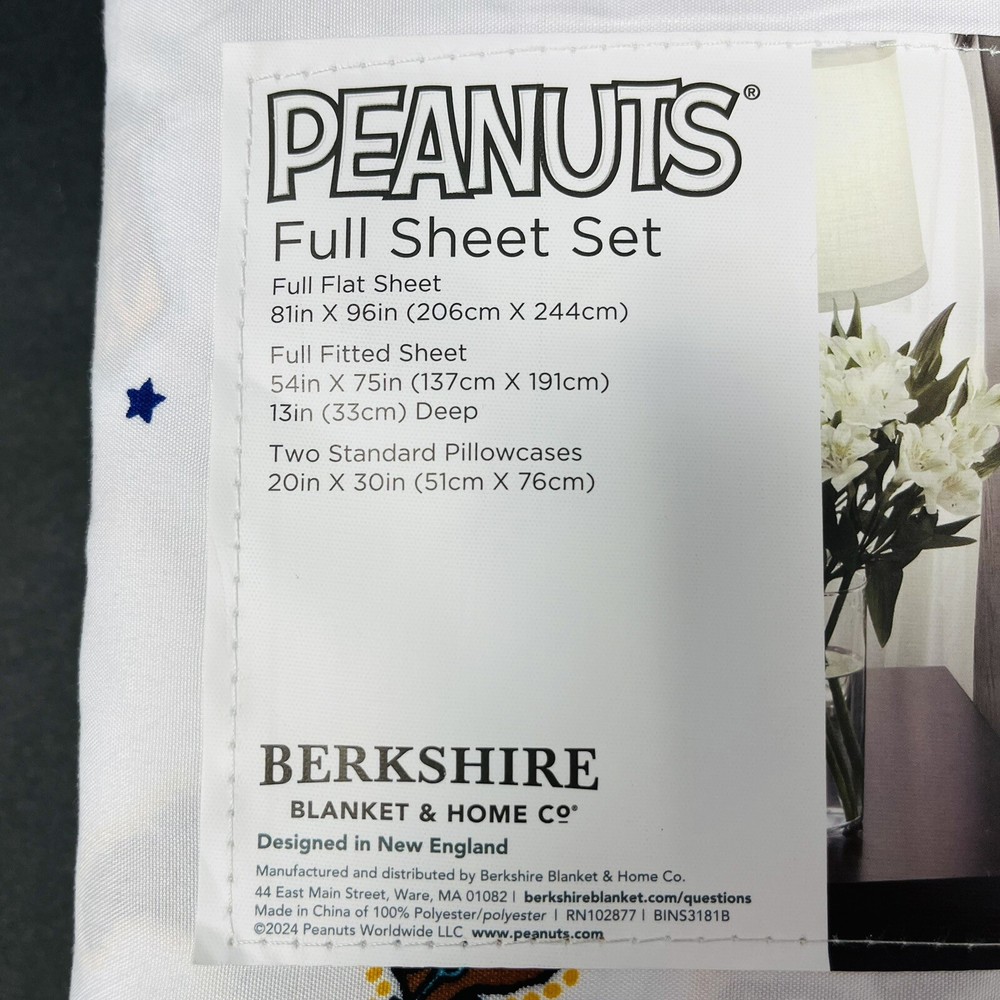 PEANUTS®
Full Sheet Set
Full Flat Sheet
81in X 96in (206cm X 244cm)
Full Fitted Sheet
54in X 75in (137cm X 191cm)
13in (33cm) Deep
Two Standard Pillowcases
20in X 30in (51cm X 76cm)
BERKSHIRE
BLANKET & HOME Cº®
Designed in New England
Manufactured and distributed by Berkshire Blanket & Home Co.
44 East Main Street, Ware, MA 01082 | berkshireblanket.com/questions
Made in China of 100% Polyester/polyester | RN102877 | BINS3181B
©2024 Peanuts Worldwide LLC www.peanuts.com